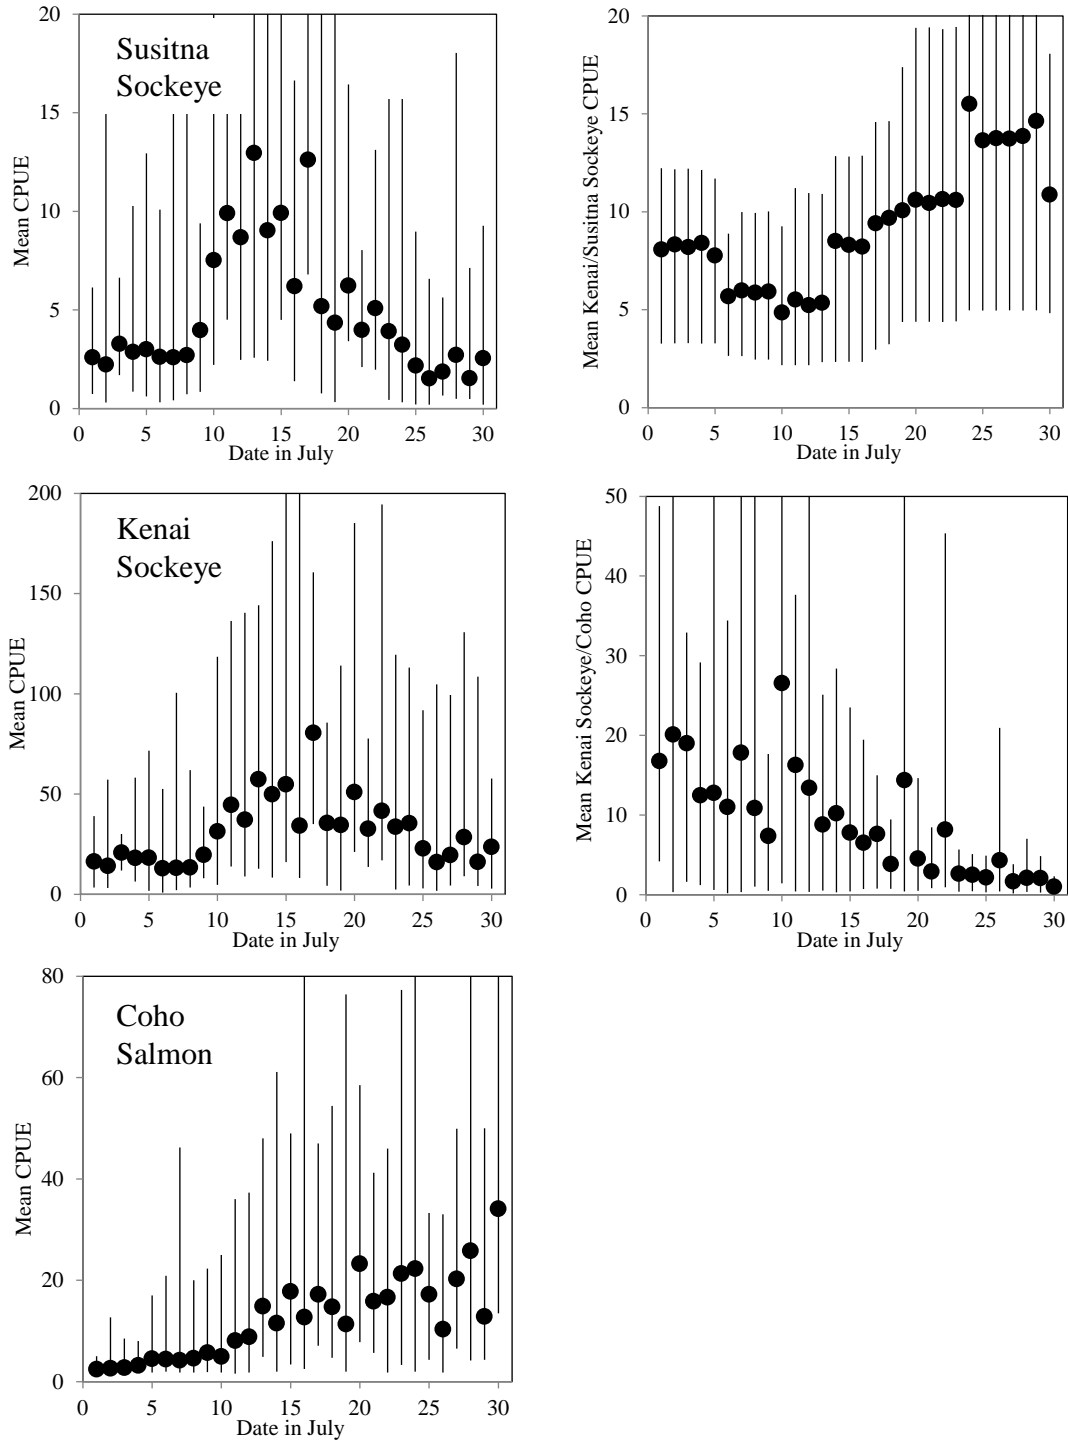 Susitna
Sockeye
Mean CPUE
20
15
10
5
0
0 5 10 15 20 25 30
Date in July
Mean Kenai/Susitna Sockeye CPUE
20
15
10
5
0
0 5 10 15 20 25 30
Date in July
Kenai
Sockeye
Mean CPUE
200
150
100
50
0
0 5 10 15 20 25 30
Date in July
Mean Kenai Sockeye/Coho CPUE
50
40
30
20
10
0
0 5 10 15 20 25 30
Date in July
Coho
Salmon
Mean CPUE
80
60
40
20
0
0 5 10 15 20 25 30
Date in July